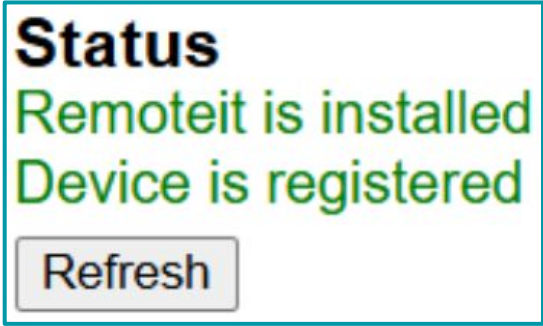 Status
Remoteit is installed
Device is registered
Refresh